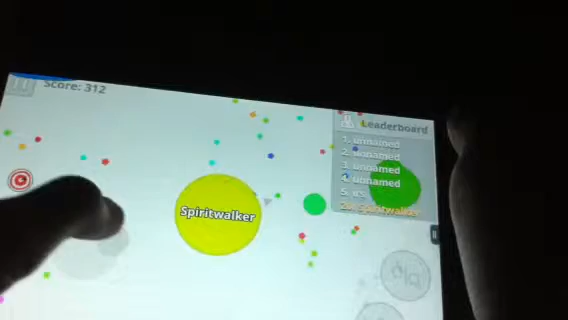 Score: 312
Leaderboard
1. unnamed
2. unnamed
3. unnamed
4. unnamed
Spiritwalker
Spiritwalker